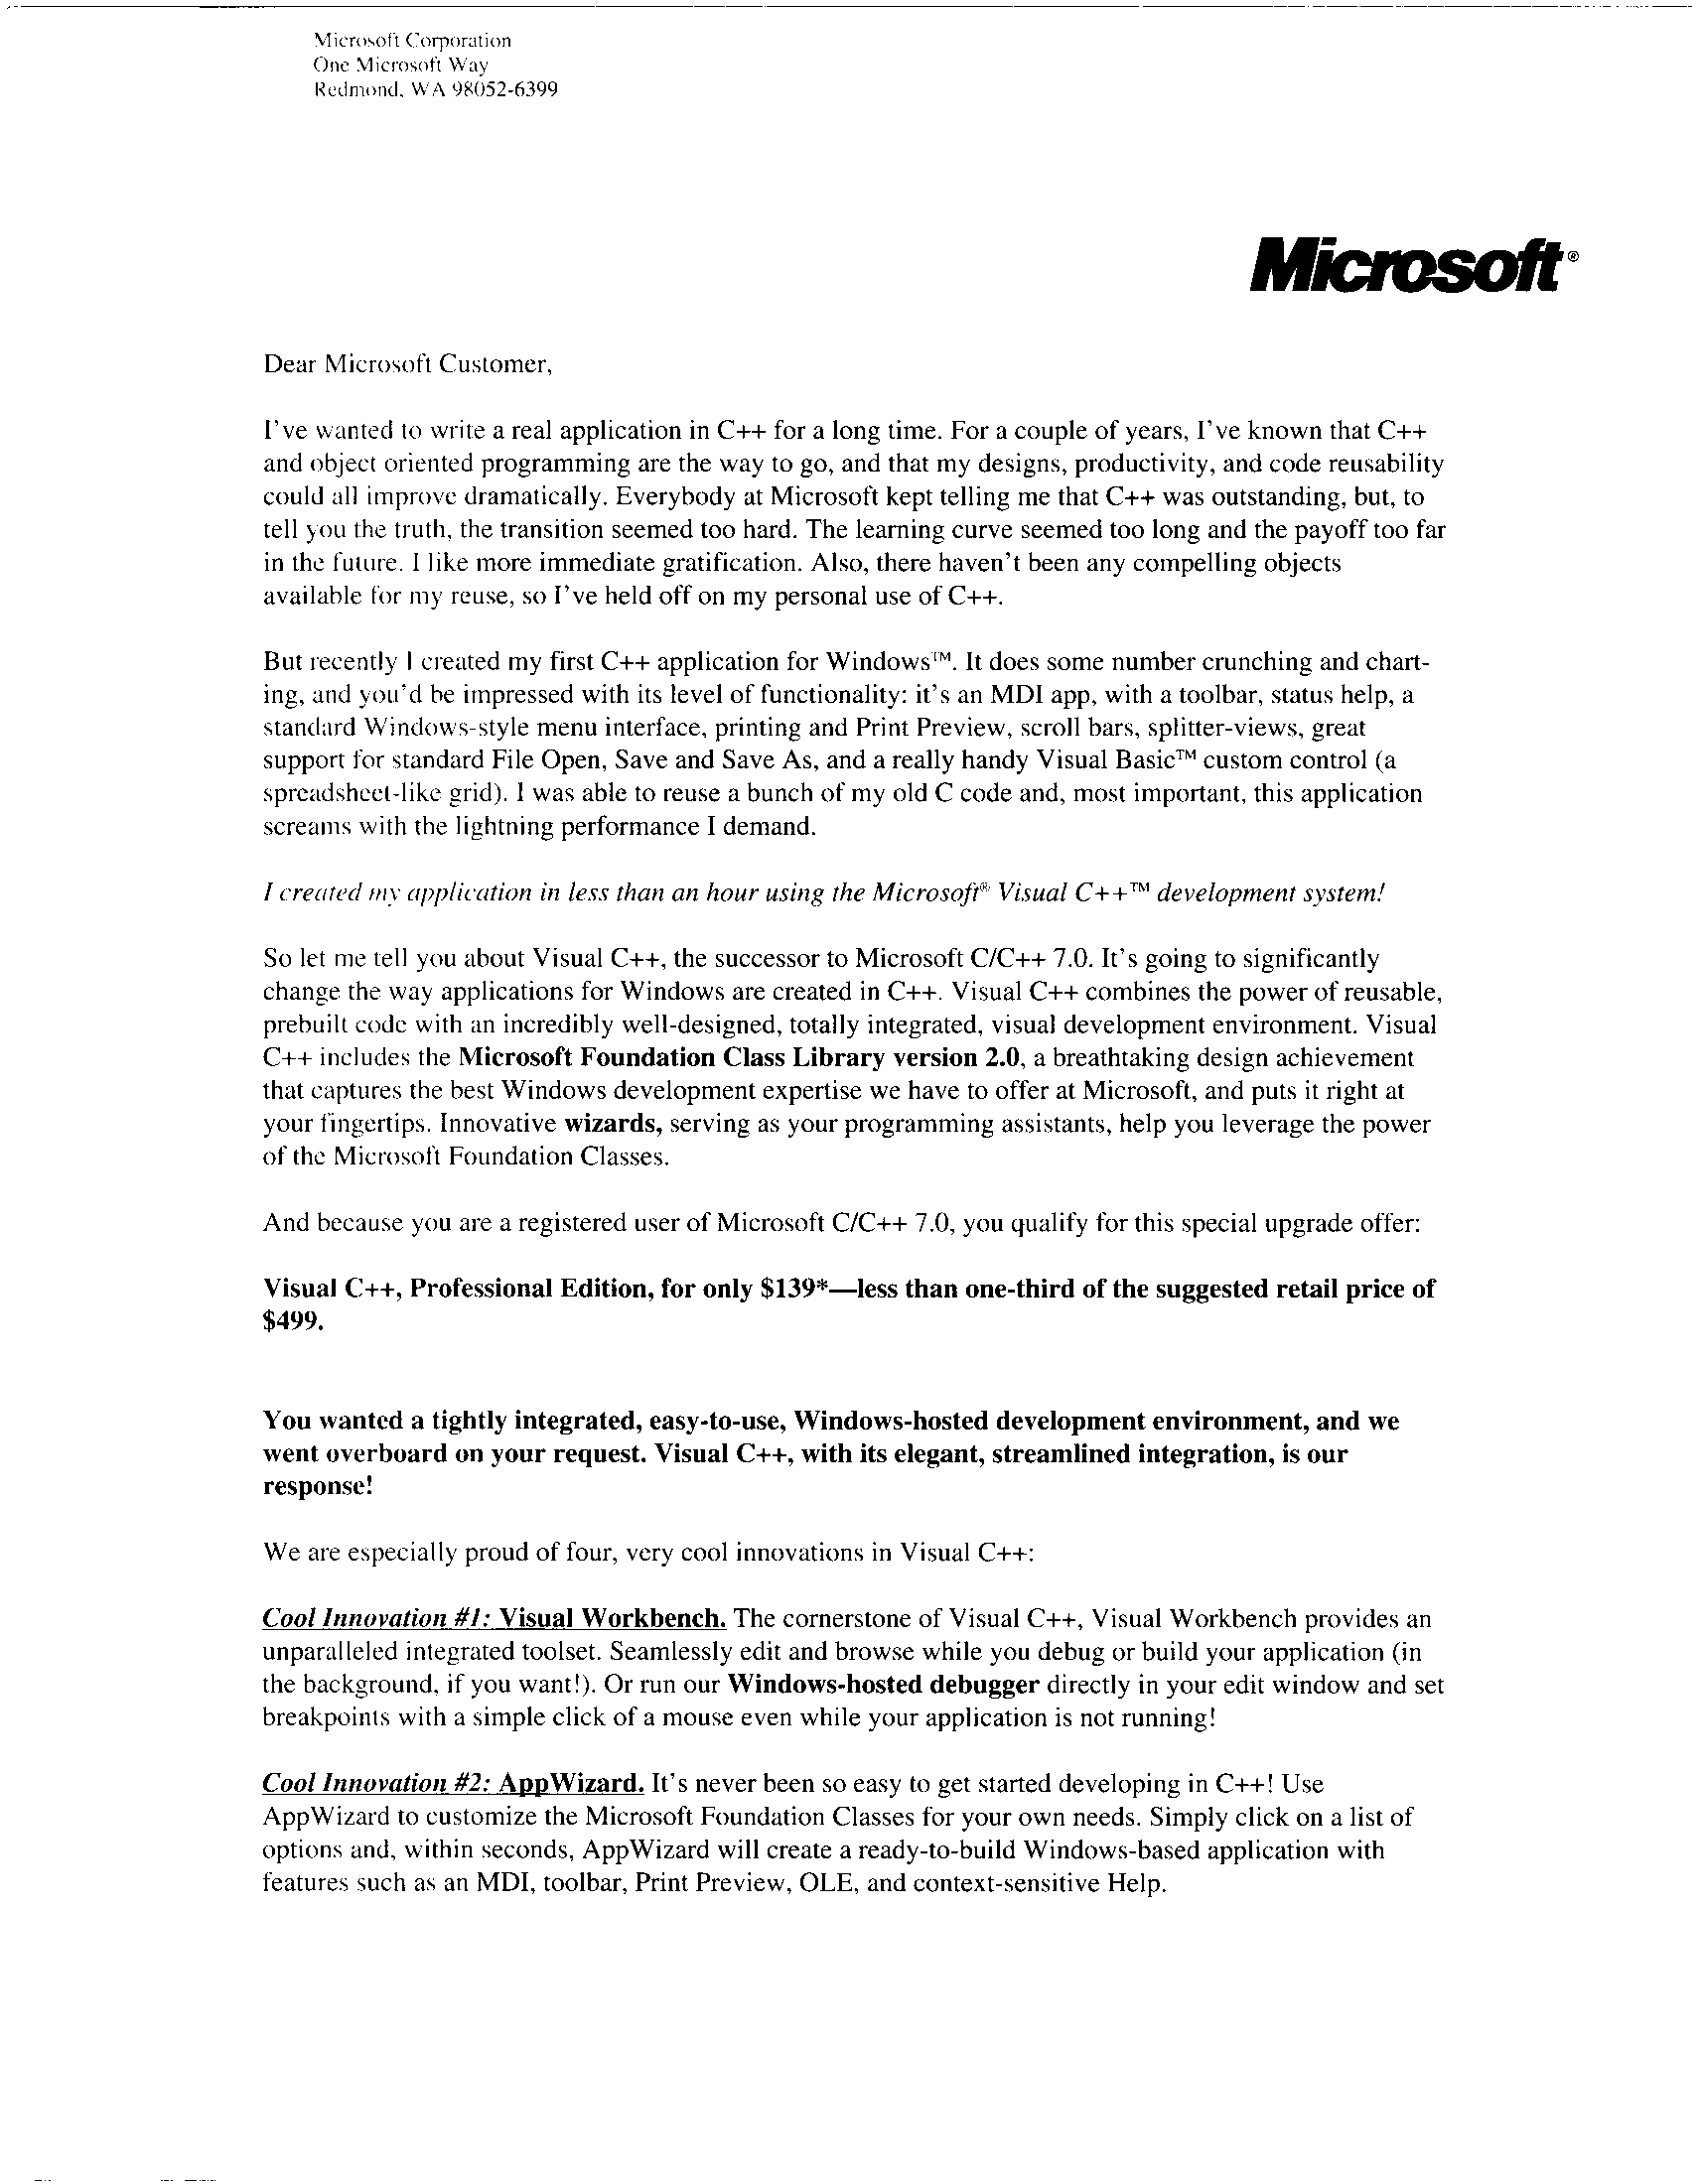 Microsoft Corporation
One Microsoft Way
Redmond, WA 98052-6399
Microsoft®
Dear Microsoft Customer,
I've wanted to write a real application in C++ for a long time. For a couple of years, I've known that C++
and object oriented programming are the way to go, and that my designs, productivity, and code reusability
could all improve dramatically. Everybody at Microsoft kept telling me that C++ was outstanding, but, to
tell you the truth, the transition seemed too hard. The learning curve seemed too long and the payoff too far
in the future. I like more immediate gratification. Also, there haven't been any compelling objects
available for my reuse, so I've held off on my personal use of C++.
But recently I created my first C++ application for Windows™. It does some number crunching and chart-
ing, and you'd be impressed with its level of functionality: it's an MDI app, with a toolbar, status help, a
standard Windows-style menu interface, printing and Print Preview, scroll bars, splitter-views, great
support for standard File Open, Save and Save As, and a really handy Visual Basic™ custom control (a
spreadsheet-like grid). I was able to reuse a bunch of my old C code and, most important, this application
screams with the lightning performance I demand.
I created my application in less than an hour using the Microsoft® Visual C++™ development system!
So let me tell you about Visual C++, the successor to Microsoft C/C++ 7.0. It's going to significantly
change the way applications for Windows are created in C++. Visual C++ combines the power of reusable,
prebuilt code with an incredibly well-designed, totally integrated, visual development environment. Visual
C++ includes the Microsoft Foundation Class Library version 2.0, a breathtaking design achievement
that captures the best Windows development expertise we have to offer at Microsoft, and puts it right at
your fingertips. Innovative wizards, serving as your programming assistants, help you leverage the power
of the Microsoft Foundation Classes.
And because you are a registered user of Microsoft C/C++ 7.0, you qualify for this special upgrade offer:
Visual C++, Professional Edition, for only $139*—less than one-third of the suggested retail price of
$499.
You wanted a tightly integrated, easy-to-use, Windows-hosted development environment, and we
went overboard on your request. Visual C++, with its elegant, streamlined integration, is our
response!
We are especially proud of four, very cool innovations in Visual C++:
Cool Innovation #1: Visual Workbench. The cornerstone of Visual C++, Visual Workbench provides an
unparalleled integrated toolset. Seamlessly edit and browse while you debug or build your application (in
the background, if you want!). Or run our Windows-hosted debugger directly in your edit window and set
breakpoints with a simple click of a mouse even while your application is not running!
Cool Innovation #2: AppWizard. It's never been so easy to get started developing in C++! Use
AppWizard to customize the Microsoft Foundation Classes for your own needs. Simply click on a list of
options and, within seconds, AppWizard will create a ready-to-build Windows-based application with
features such as an MDI, toolbar, Print Preview, OLE, and context-sensitive Help.